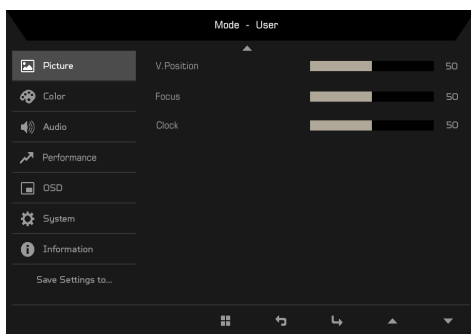 Mode - User
Picture
V.Position 50
Color
Focus 50
Audio
Clock 50
Performance
OSD
System
Information
Save Settings to...